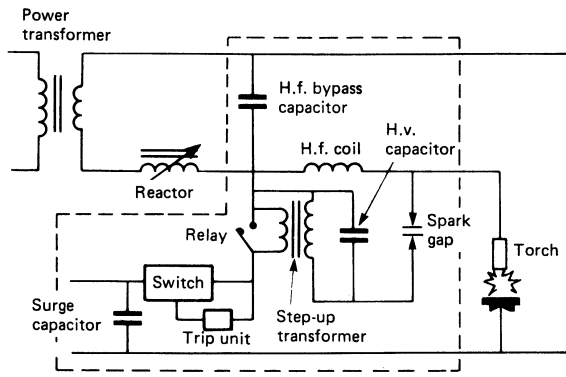 Power
transformer
H.f. bypass
capacitor
H.v.
capacitor
H.f. coil
Reactor
Relay
Spark
gap
Torch
Switch
Surge
capacitor
Trip unit
Step-up
transformer